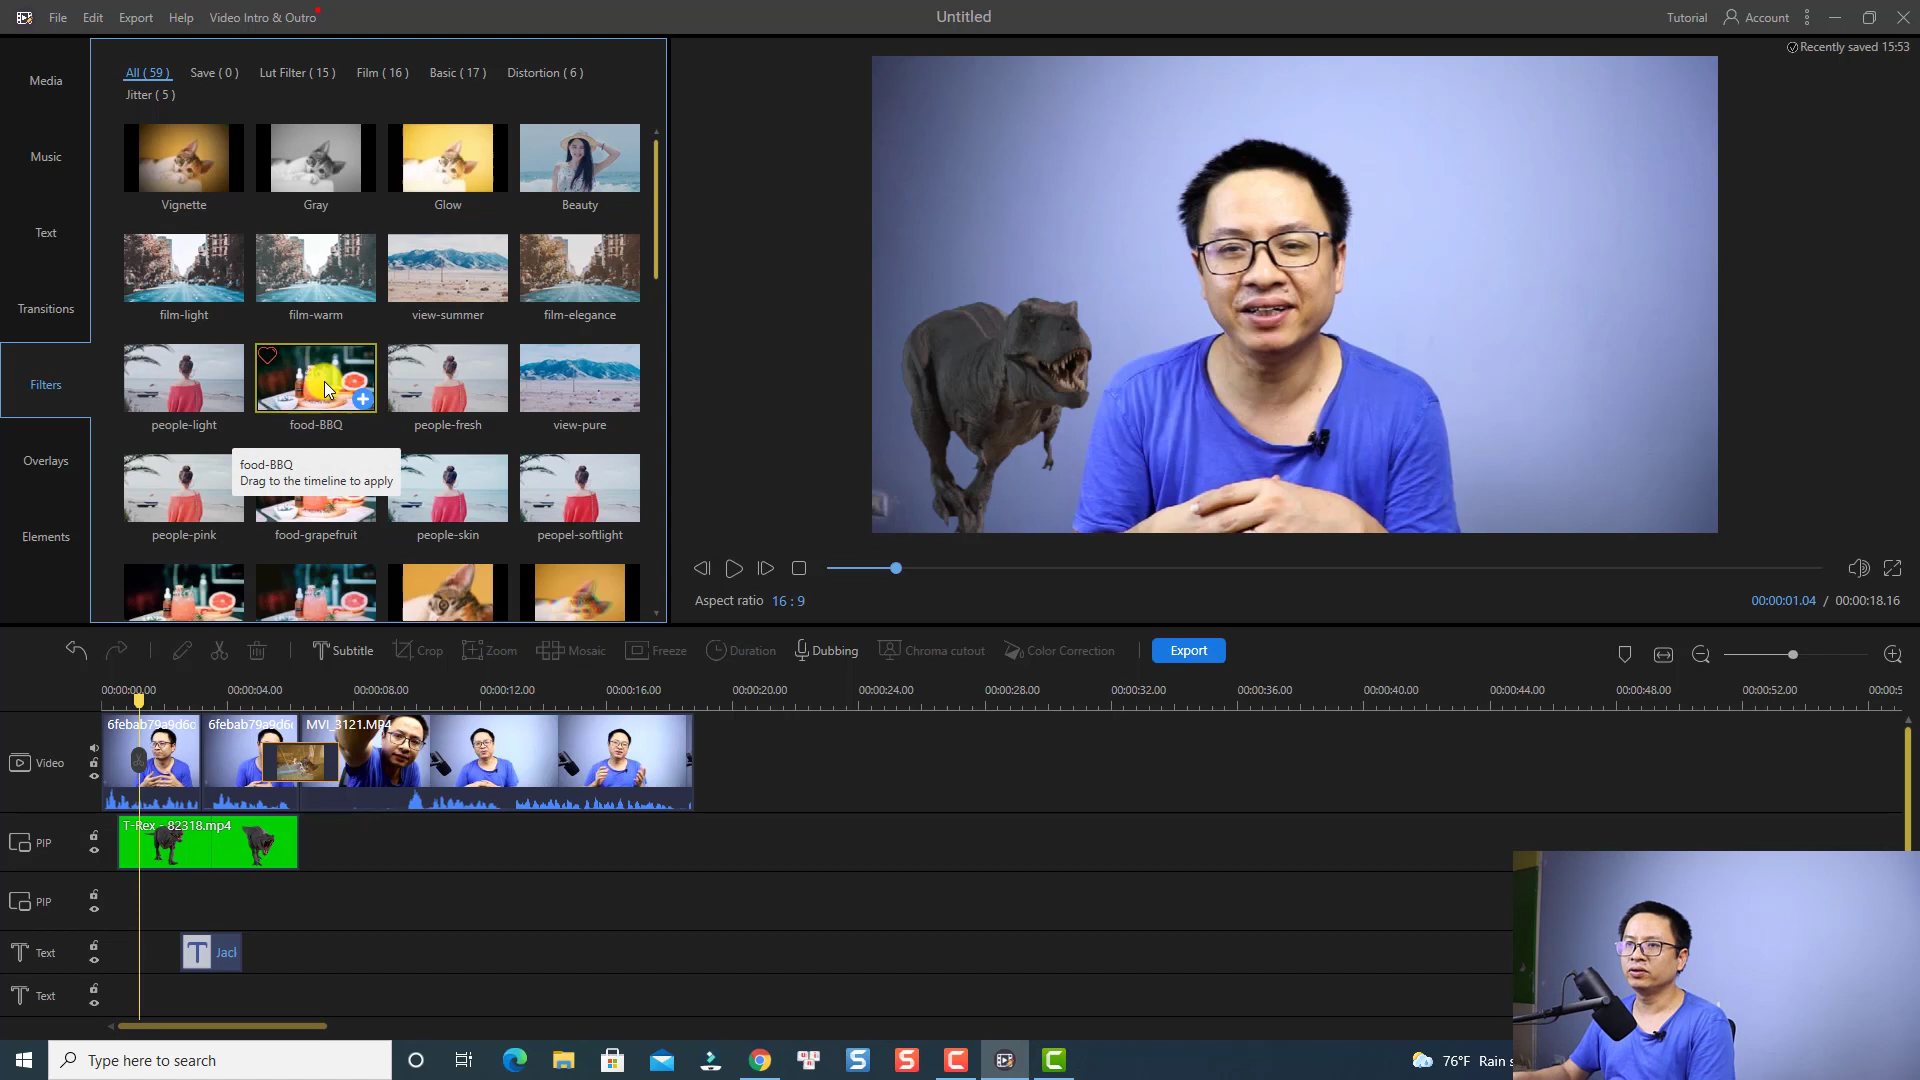 File Edit Export Help Video Intro & Outro
Untitled
Tutorial Account
Recently saved 15:53
Media
Music
Text
Transitions
Filters
Overlays
Elements
All ( 59 ) Save ( 0 ) Lut Filter ( 15 ) Film ( 16 ) Basic ( 17 ) Distortion ( 6 )
Jitter ( 5 )
Vignette Gray Glow Beauty
film-light film-warm view-summer film-elegance
people-light food-BBQ people-fresh view-pure
food-BBQ
Drag to the timeline to apply
people-pink food-grapefruit people-skin peopel-softlight
Aspect ratio 16 : 9
00:00:01.04 / 00:00:18.16
Subtitle Crop Zoom Mosaic Freeze Duration Dubbing Chroma cutout Color Correction Export
00:00:00.00 00:00:04.00 00:00:08.00 00:00:12.00 00:00:16.00 00:00:20.00 00:00:24.00 00:00:28.00 00:00:32.00 00:00:36.00 00:00:40.00 00:00:44.00 00:00:48.00 00:00:52.00 00:00:5
Video
6febab79a9d6c 6febab79a9d6 MVI_3121.MP4
PIP
T-Rex - 82318.mp4
PIP
Text
Jacl
Text
Type here to search
76°F Rain s